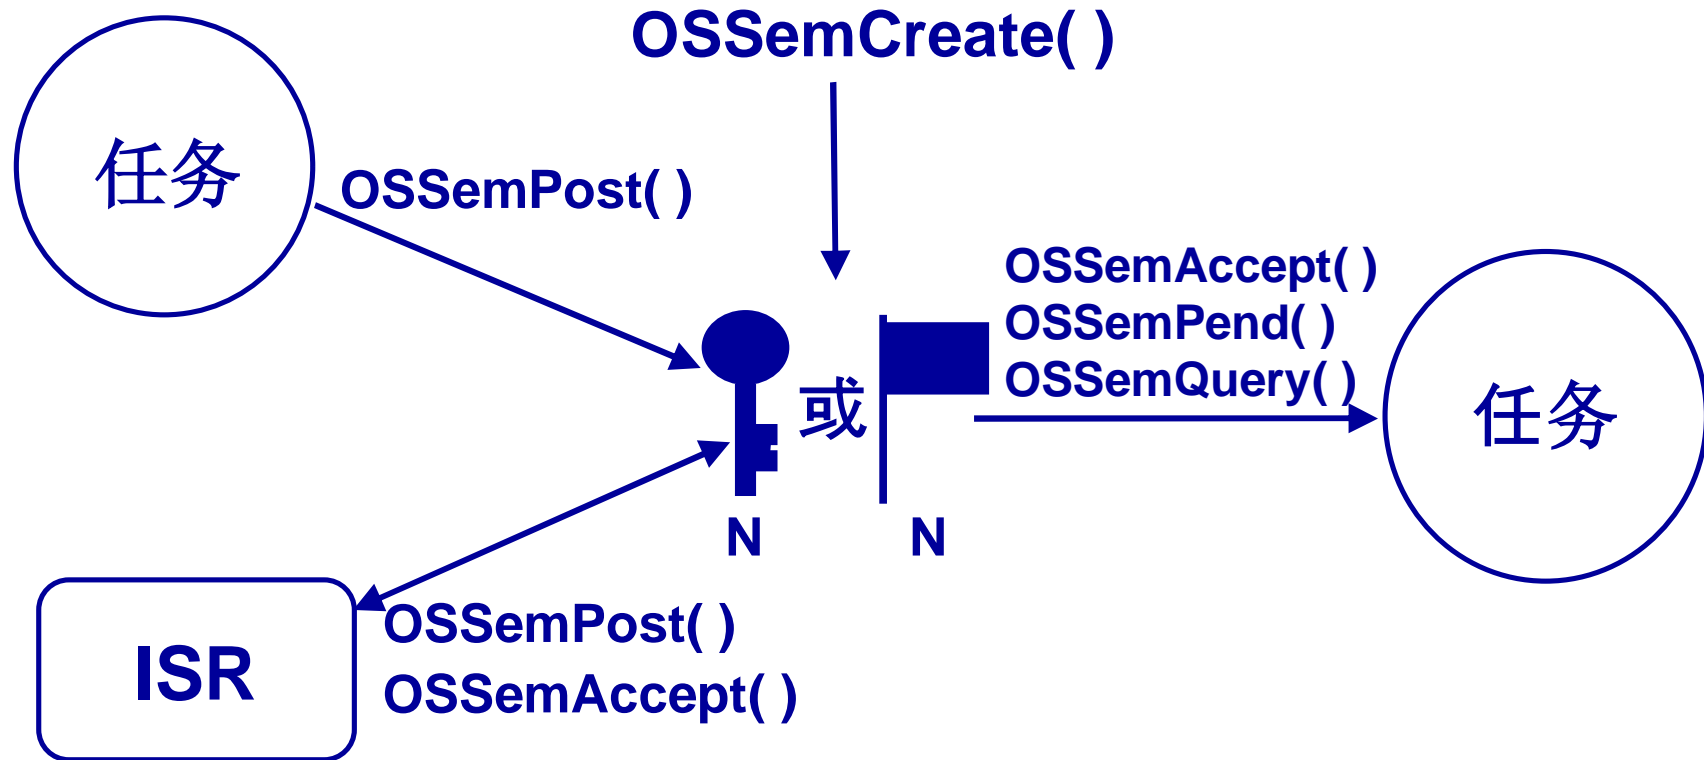 OSSemCreate( )
任务
OSSemPost( )
OSSemAccept( )
OSSemPend( )
OSSemQuery( )
或
任务
N
N
OSSemPost( )
ISR
OSSemAccept( )